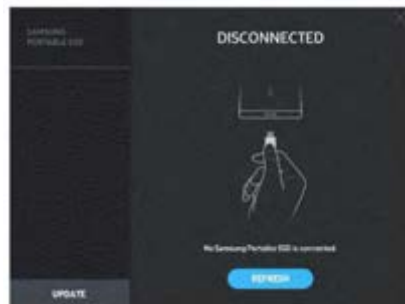 SAMSUNG
PORTABLE SSD
DISCONNECTED
No Samsung Portable SSD is connected.
REFRESH
UPDATE